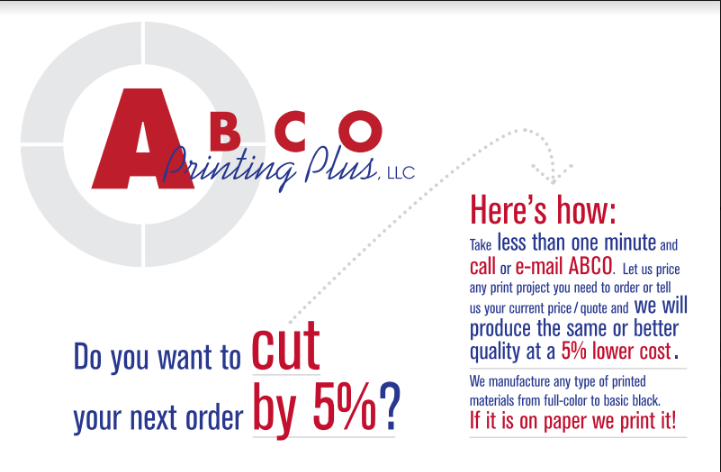 ABCO
Printing Plus, LLC
Do you want to cut
your next order by 5%?
Here's how:
Take less than one minute and
call or e-mail ABCO. Let us price
any print project you need to order or tell
us your current price/quote and we will
produce the same or better
quality at a 5% lower cost.
We manufacture any type of printed
materials from full-color to basic black.
If it is on paper we print it!